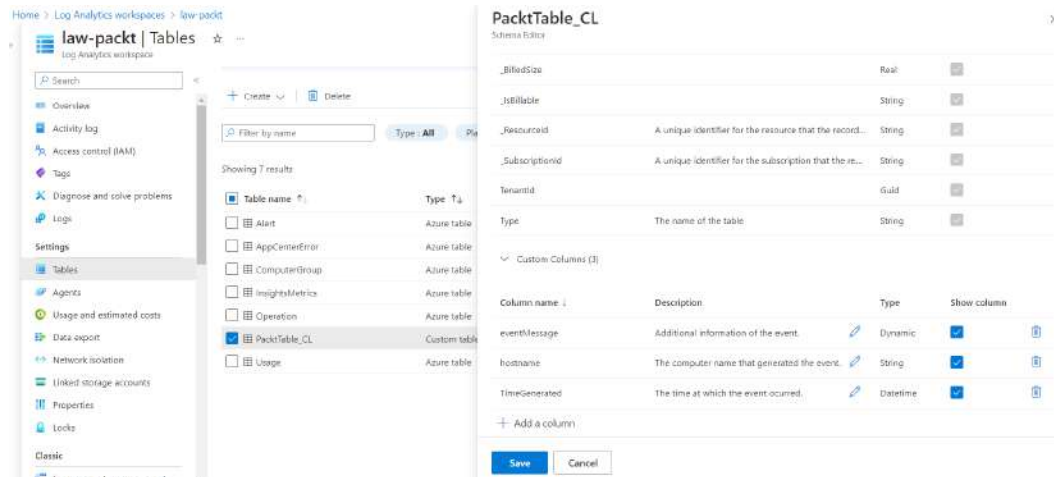 Home > Log Analytics workspaces > law-packt
law-packt | Tables
Log Analytics workspace
Search
Overview
Activity log
Access control (IAM)
Tags
Diagnose and solve problems
Logs
Settings
Tables
Agents
Usage and estimated costs
Data export
Network isolation
Linked storage accounts
Properties
Locks
Classic
+ Create
Delete
Filter by name
Type : All
Showing 7 results
Table name Type
Alert Azure table
AppCenterError Azure table
ComputerGroup Azure table
InsightsMetrics Azure table
Operation Azure table
PacktTable_CL Custom table
Usage Azure table
PacktTable_CL
Schema Editor
_BilledSize Real
_IsBillable String
_ResourceId A unique identifier for the resource that the record... String
_SubscriptionId A unique identifier for the subscription that the re... String
TenantId Guid
Type The name of the table String
Custom Columns (3)
Column name ↓ Description Type Show column
eventMessage Additional information of the event. Dynamic
hostname The computer name that generated the event. String
TimeGenerated The time at which the event ocurred. Datetime
+ Add a column
Save Cancel